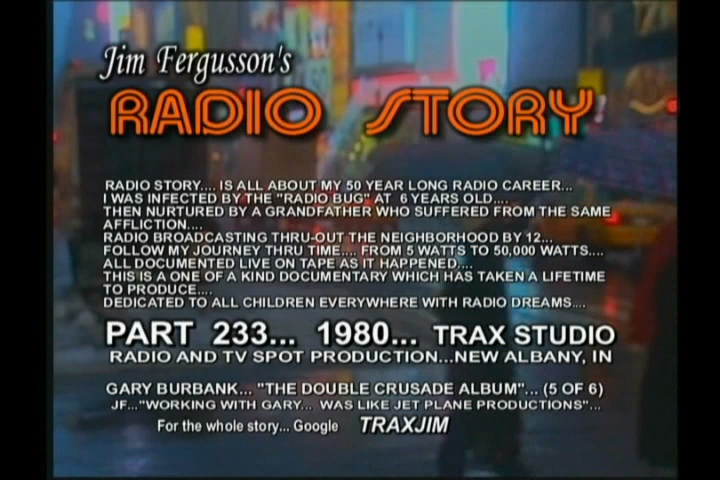 Jim Fergusson's
RADIO STORY
RADIO STORY.... IS ALL ABOUT MY 50 YEAR LONG RADIO CAREER...
I WAS INFECTED BY THE "RADIO BUG" AT 6 YEARS OLD....
THEN NURTURED BY A GRANDFATHER WHO SUFFERED FROM THE SAME
AFFLICTION....
RADIO BROADCASTING THRU-OUT THE NEIGHBORHOOD BY 12...
FOLLOW MY JOURNEY THRU TIME.... FROM 5 WATTS TO 50,000 WATTS....
ALL DOCUMENTED LIVE ON TAPE AS IT HAPPENED....
THIS IS A ONE OF A KIND DOCUMENTARY WHICH HAS TAKEN A LIFETIME
TO PRODUCE....
DEDICATED TO ALL CHILDREN EVERYWHERE WITH RADIO DREAMS....
PART 233... 1980... TRAX STUDIO
RADIO AND TV SPOT PRODUCTION...NEW ALBANY, IN
GARY BURBANK... "THE DOUBLE CRUSADE ALBUM"... (5 OF 6)
JF..."WORKING WITH GARY... WAS LIKE JET PLANE PRODUCTIONS"...
For the whole story... Google TRAXJIM